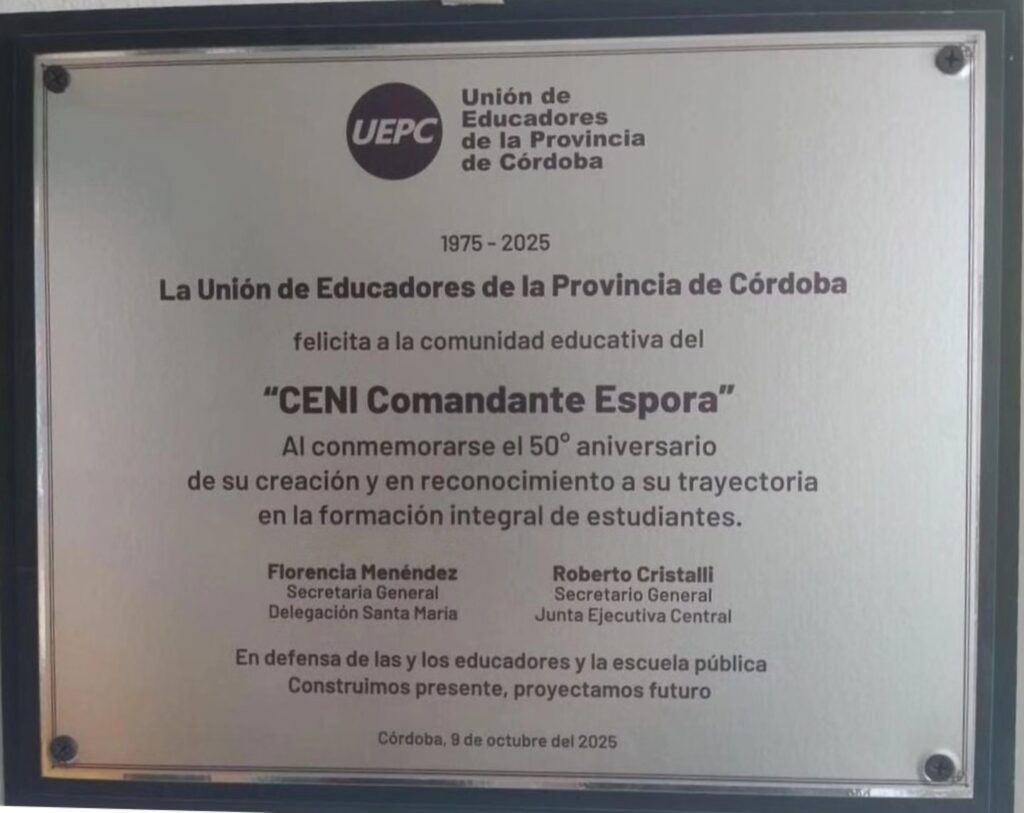 UEPC
Unión de
Educadores
de la Provincia
de Córdoba
1975 - 2025
La Unión de Educadores de la Provincia de Córdoba
felicita a la comunidad educativa del
“CENI Comandante Espora”
Al conmemorarse el 50° aniversario
de su creación y en reconocimiento a su trayectoria
en la formación integral de estudiantes.
Florencia Menéndez
Secretaria General
Delegación Santa María
Roberto Cristalli
Secretario General
Junta Ejecutiva Central
En defensa de las y los educadores y la escuela pública
Construimos presente, proyectamos futuro
Córdoba, 9 de octubre del 2025